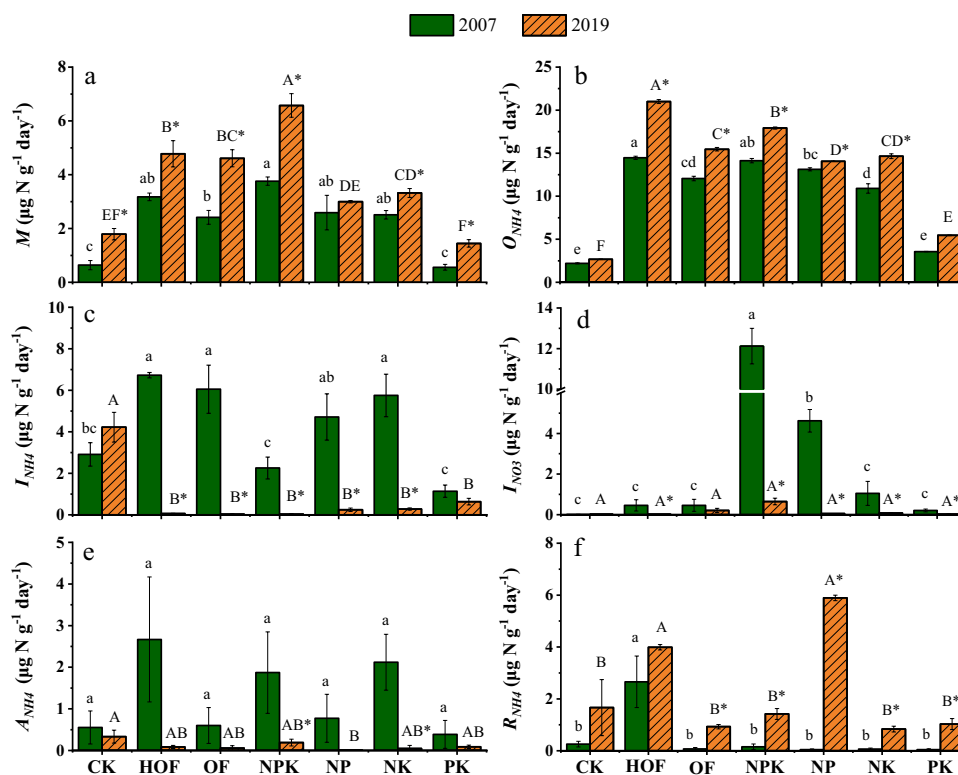 2007 2019
a
M (μg N g-1 day-1)
8
6
4
2
0
c EF* ab B* b BC* a A* ab DE ab CD* c F*
b
ONH4 (μg N g-1 day-1)
25
20
15
10
5
0
e F a A* cd C* ab B* bc D* d CD* e E
c
INH4 (μg N g-1 day-1)
10
8
6
4
2
0
bc A a B* a B* c B* ab B* a B* c B
d
INO3 (μg N g-1 day-1)
14
12
10
8
6
4
2
0
c A c A* c A a A* b A* c A* c A*
e
ANH4 (μg N g-1 day-1)
5
4
3
2
1
0
a A a AB a AB a AB* a B a AB* a AB
CK HOF OF NPK NP NK PK
f
RNH4 (μg N g-1 day-1)
8
6
4
2
0
b B a A b B* b B* b A* b B* b B*
CK HOF OF NPK NP NK PK